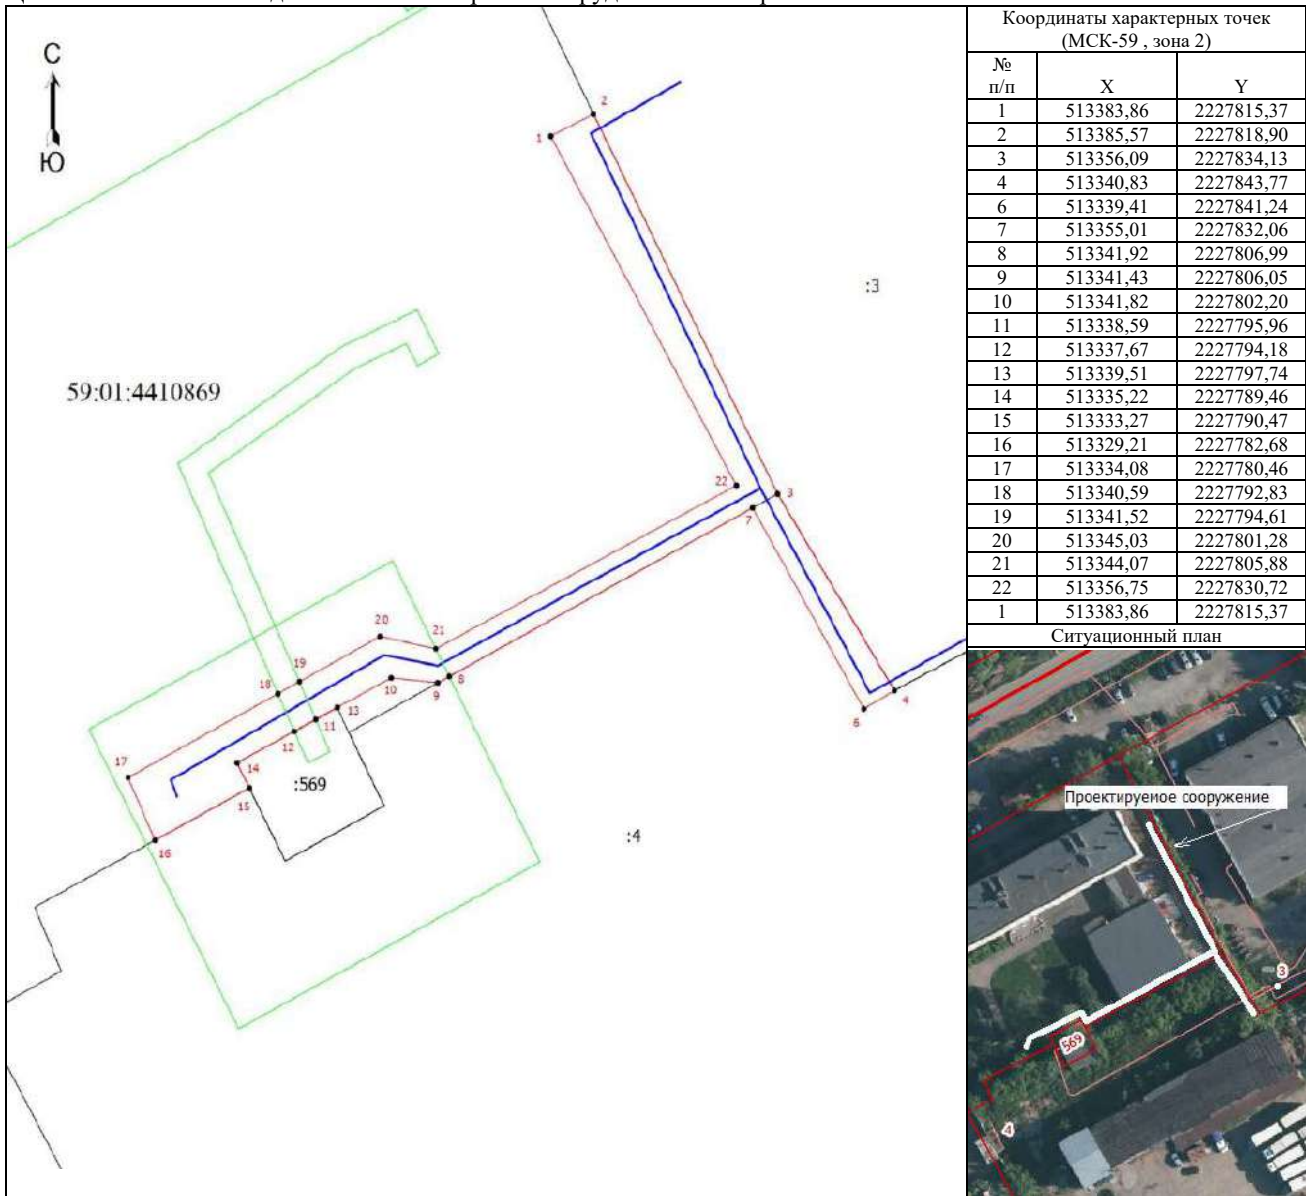 С
Ю
59:01:4410869
:3
:4
:569
1
2
3
4
6
7
8
9
10
11
12
13
14
15
16
17
18
19
20
21
22
Координаты характерных точек
(МСК-59 , зона 2)
№ п/п X Y
1 513383,86 2227815,37
2 513385,57 2227818,90
3 513356,09 2227834,13
4 513340,83 2227843,77
6 513339,41 2227841,24
7 513355,01 2227832,06
8 513341,92 2227806,99
9 513341,43 2227806,05
10 513341,82 2227802,20
11 513338,59 2227795,96
12 513337,67 2227794,18
13 513339,51 2227797,74
14 513335,22 2227789,46
15 513333,27 2227790,47
16 513329,21 2227782,68
17 513334,08 2227780,46
18 513340,59 2227792,83
19 513341,52 2227794,61
20 513345,03 2227801,28
21 513344,07 2227805,88
22 513356,75 2227830,72
1 513383,86 2227815,37
Ситуационный план
Проектируемое сооружение
3
569
4